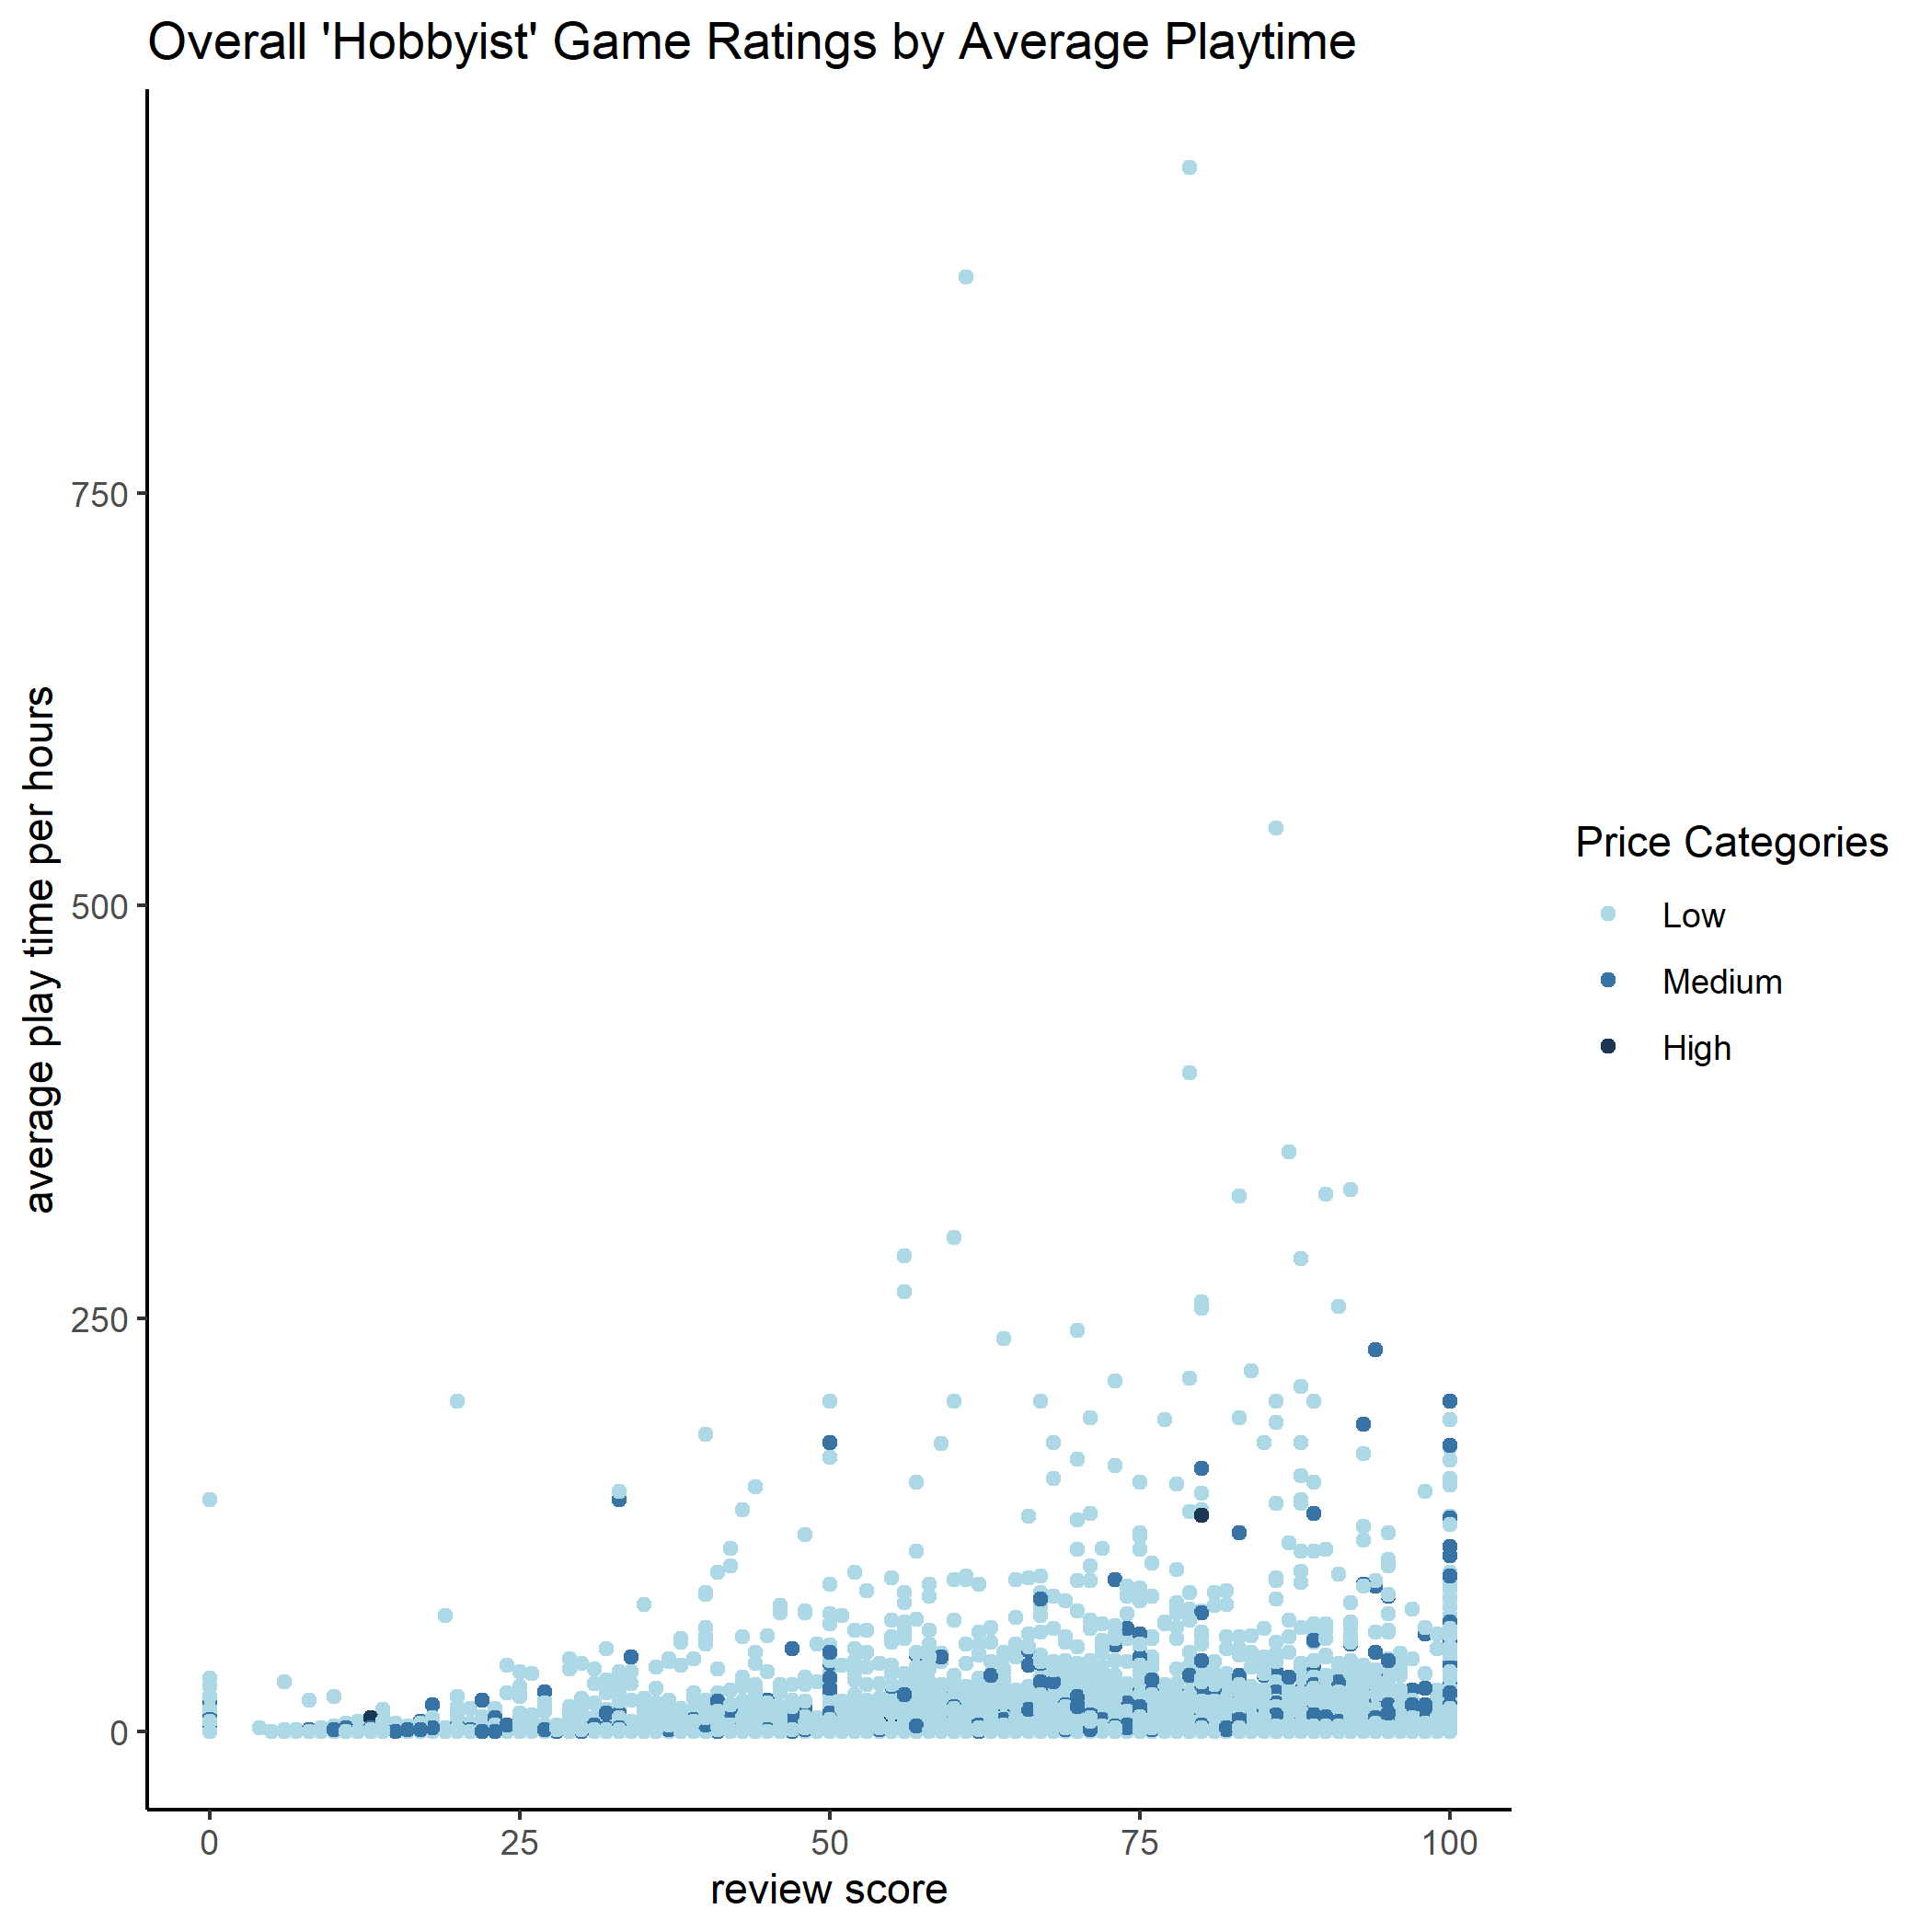 Overall 'Hobbyist' Game Ratings by Average Playtime
average play time per hours
750
500
250
0
0
25
50
75
100
review score
Price Categories
Low
Medium
High